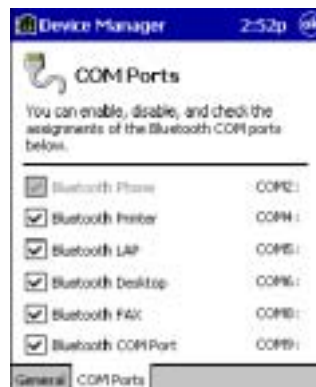 Device Manager 2:52p ok
COM Ports
You can enable, disable, and check the
assignments of the Bluetooth COM ports
below.
Bluetooth Phone COM2:
Bluetooth Printer COM4:
Bluetooth LAP COM5:
Bluetooth Desktop COM6:
Bluetooth FAX COM8:
Bluetooth COM Port COM9:
General COM Ports